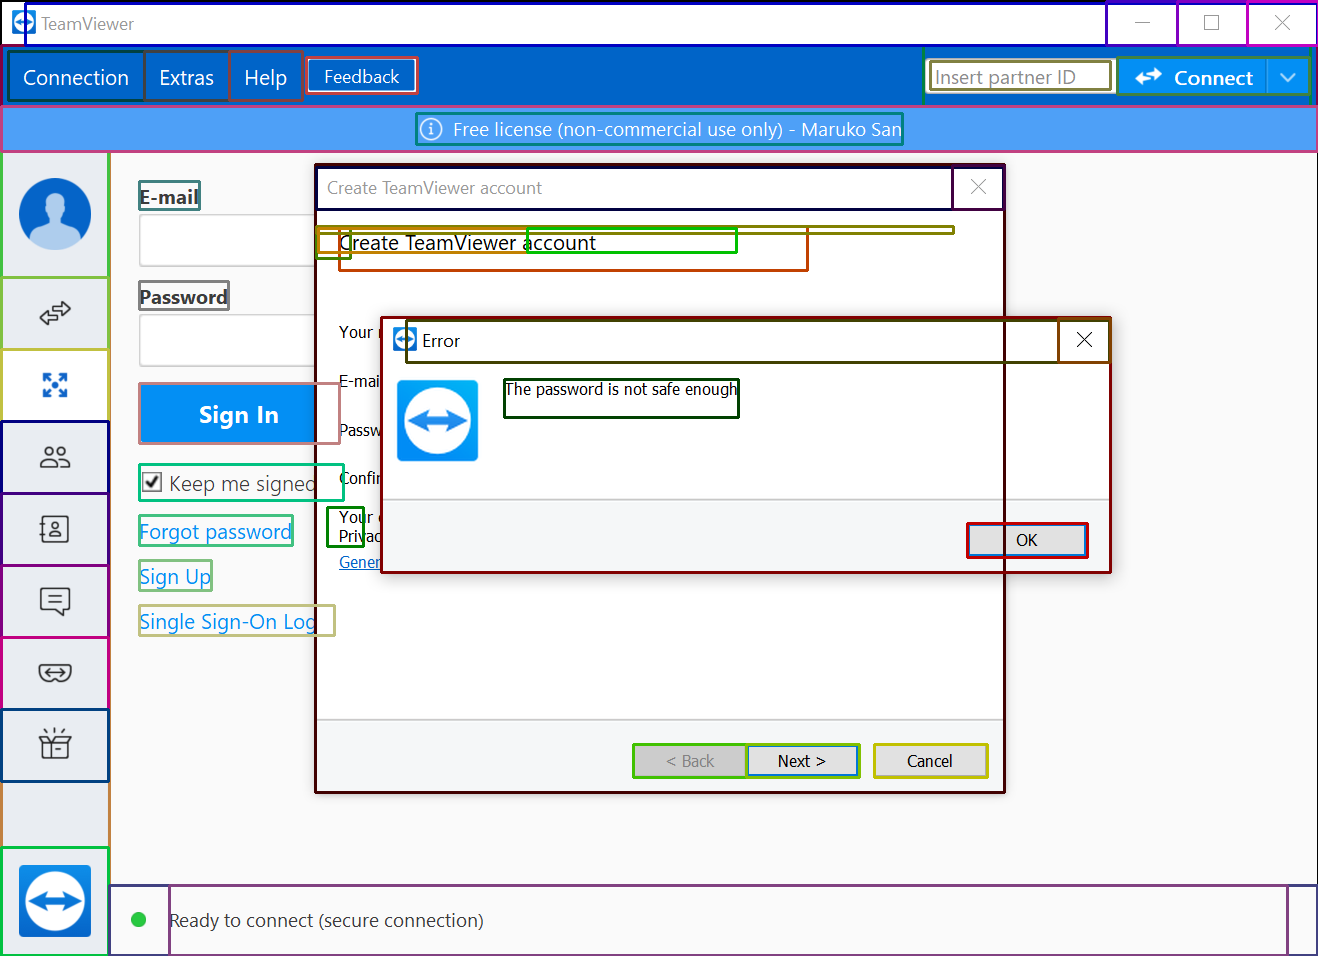 TeamViewer
Connection Extras Help Feedback
Insert partner ID Connect
Free license (non-commercial use only) - Maruko San
E-mail
Password
Sign In
Keep me signed
Forgot password
Sign Up
Single Sign-On Log
Create TeamViewer account
Create TeamViewer account
Your
E-mai
Passw
Confir
Your
Privac
Gener
Error
The password is not safe enough
OK
< Back Next > Cancel
Ready to connect (secure connection)